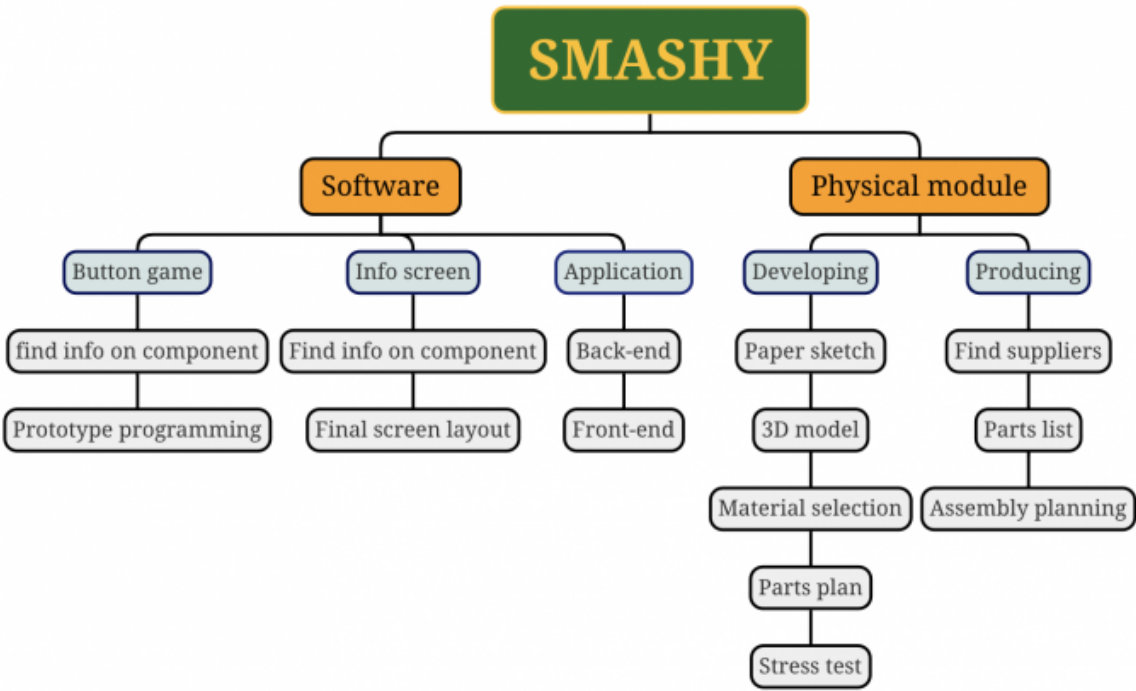 SMASHY
Software
Physical module
Button game
Info screen
Application
Developing
Producing
find info on component
Find info on component
Back-end
Paper sketch
Find suppliers
Prototype programming
Final screen layout
Front-end
3D model
Parts list
Material selection
Assembly planning
Parts plan
Stress test